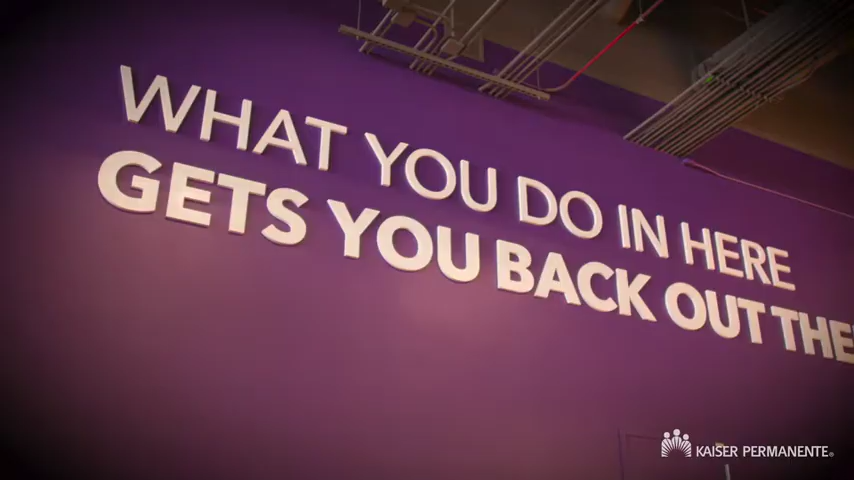 WHAT YOU DO IN HERE
GETS YOU BACK OUT THE
KAISER PERMANENTE®